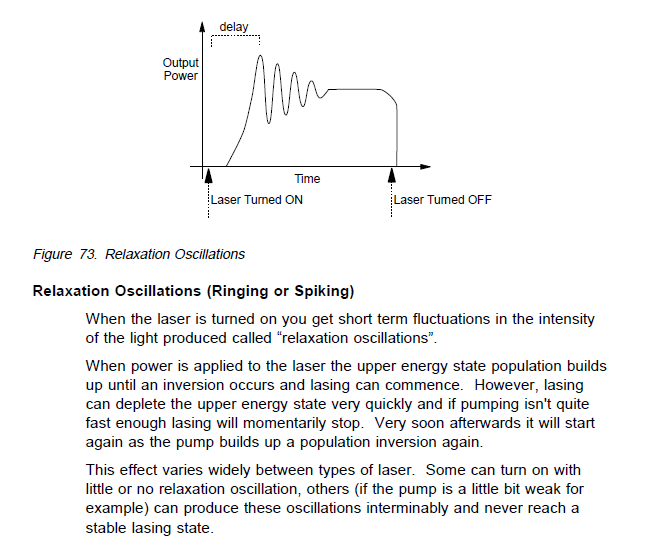 delay
Output
Power
Time
Laser Turned ON
Laser Turned OFF
Figure 73. Relaxation Oscillations
Relaxation Oscillations (Ringing or Spiking)
When the laser is turned on you get short term fluctuations in the intensity
of the light produced called “relaxation oscillations”.
When power is applied to the laser the upper energy state population builds
up until an inversion occurs and lasing can commence. However, lasing
can deplete the upper energy state very quickly and if pumping isn't quite
fast enough lasing will momentarily stop. Very soon afterwards it will start
again as the pump builds up a population inversion again.
This effect varies widely between types of laser. Some can turn on with
little or no relaxation oscillation, others (if the pump is a little bit weak for
example) can produce these oscillations interminably and never reach a
stable lasing state.